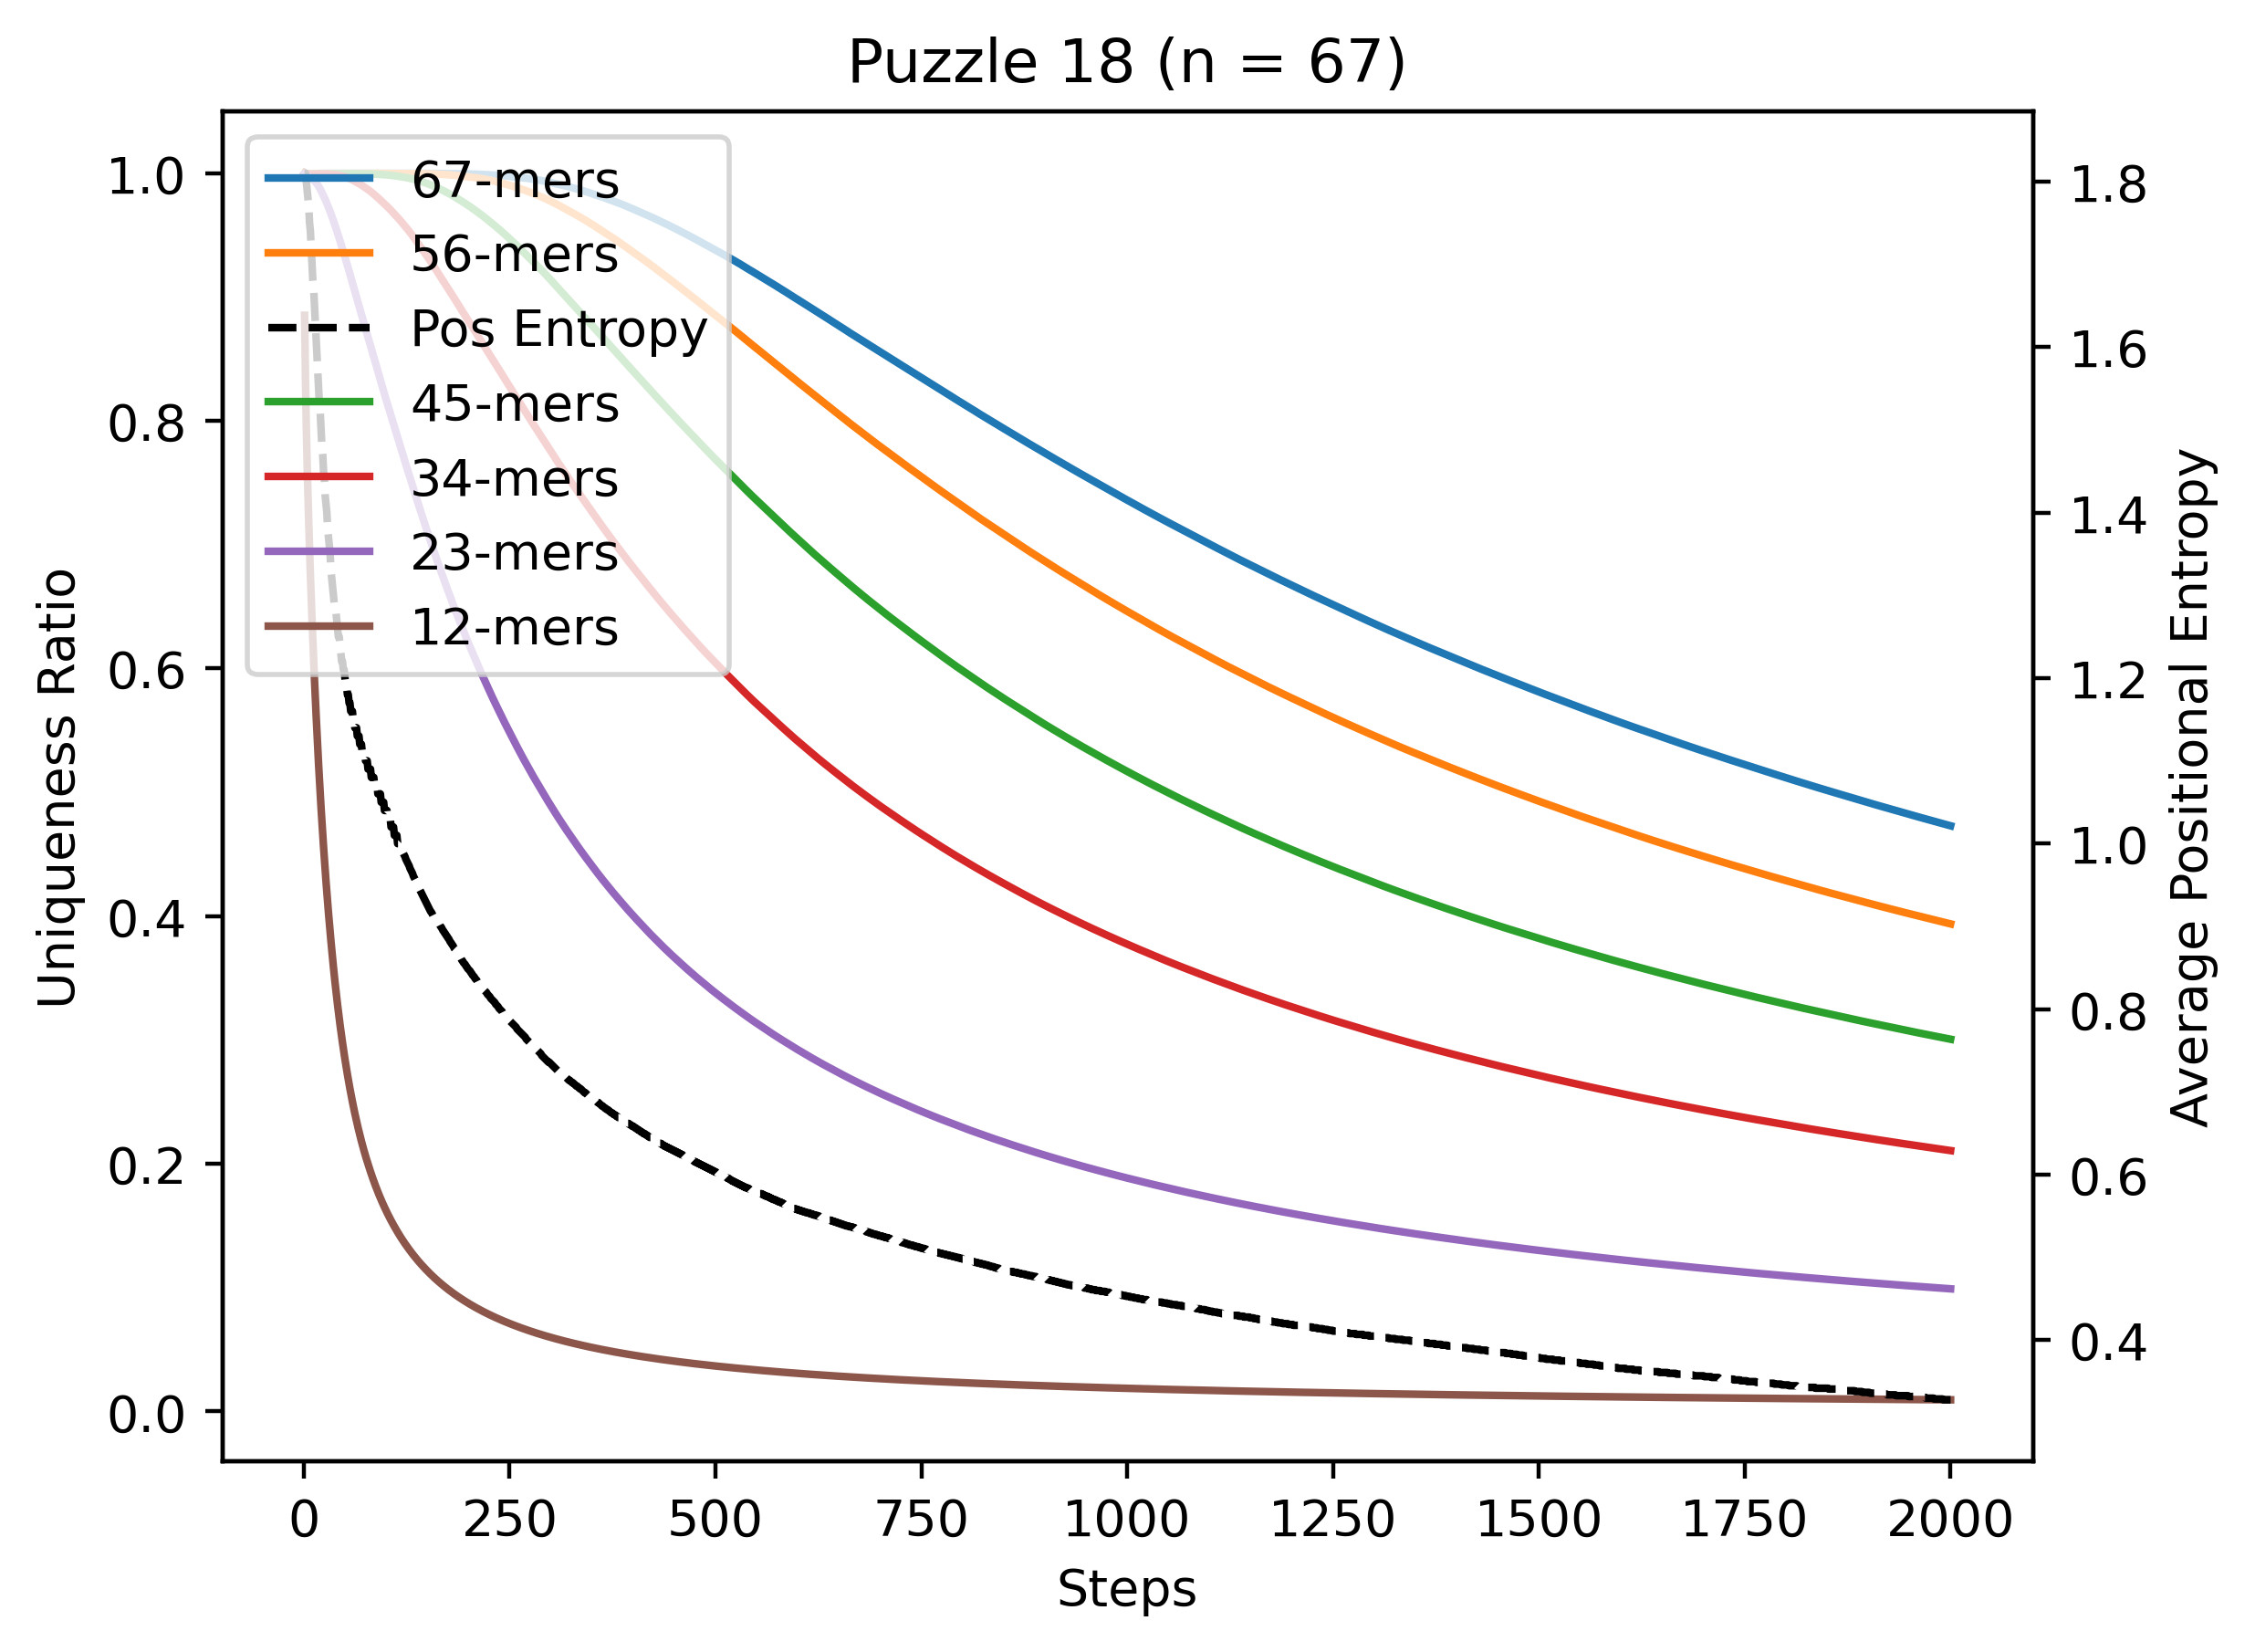 Puzzle 18 (n = 67)
67-mers
56-mers
Pos Entropy
45-mers
34-mers
23-mers
12-mers
1.0
0.8
0.6
0.4
0.2
0.0
Uniqueness Ratio
1.8
1.6
1.4
1.2
1.0
0.8
0.6
0.4
Average Positional Entropy
0 250 500 750 1000 1250 1500 1750 2000
Steps